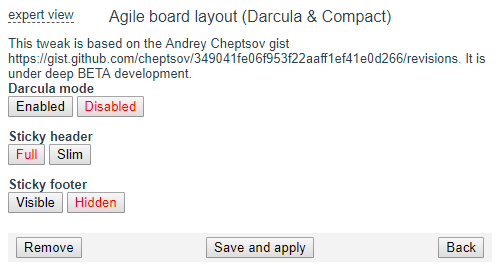 expert view Agile board layout (Darcula & Compact)
This tweak is based on the Andrey Cheptsov gist
https://gist.github.com/cheptsov/349041fe06f953f22aaff1ef41e0d266/revisions. It is
under deep BETA development.
Darcula mode
Enabled Disabled
Sticky header
Full Slim
Sticky footer
Visible Hidden
Remove Save and apply Back